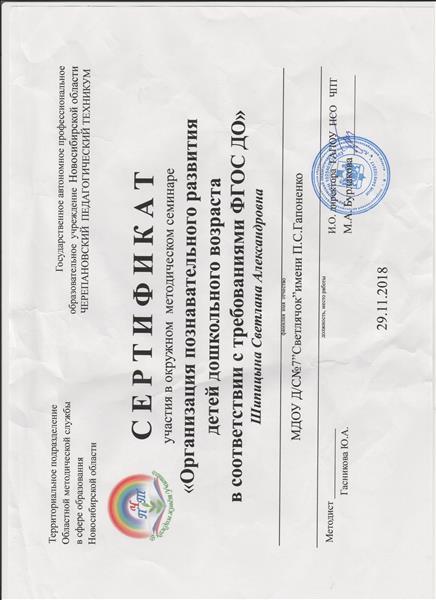 Территориальное подразделение
Областной методической службы
в сфере образования
Новосибирской области
Государственное автономное профессиональное
образовательное учреждение Новосибирской области
ЧЕРЕПАНОВСКИЙ ПЕДАГОГИЧЕСКИЙ ТЕХНИКУМ
СЕРТИФИКАТ
участия в окружном методическом семинаре
«Организация познавательного развития
детей дошкольного возраста
в соответствии с требованиями ФГОС ДО»
Шипицына Светлана Александровна
фамилия имя отчество
МДОУ Д/С№7"Светлячок"имени П.С.Гапоненко
должность, место работы
Методист
Гасникова Ю.А.
И.О. директора ГАПОУ НСО ЧПТ
М.А. Бурдакова
29.11.2018